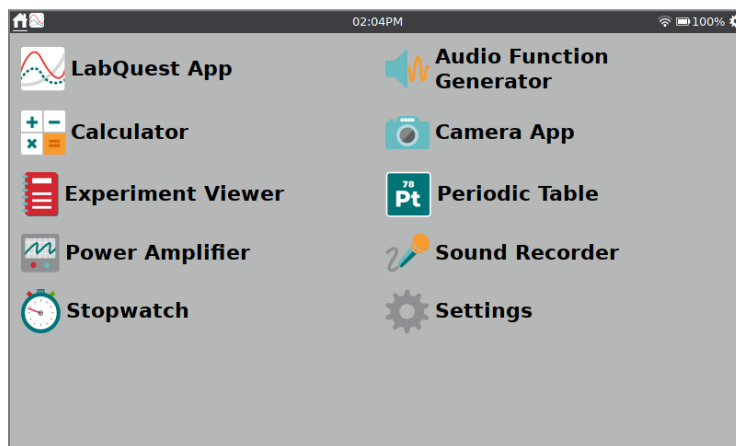 02:04PM
100%
LabQuest App
Audio Function
Generator
Calculator
Camera App
Experiment Viewer
78
Pt
Periodic Table
Power Amplifier
Sound Recorder
Stopwatch
Settings